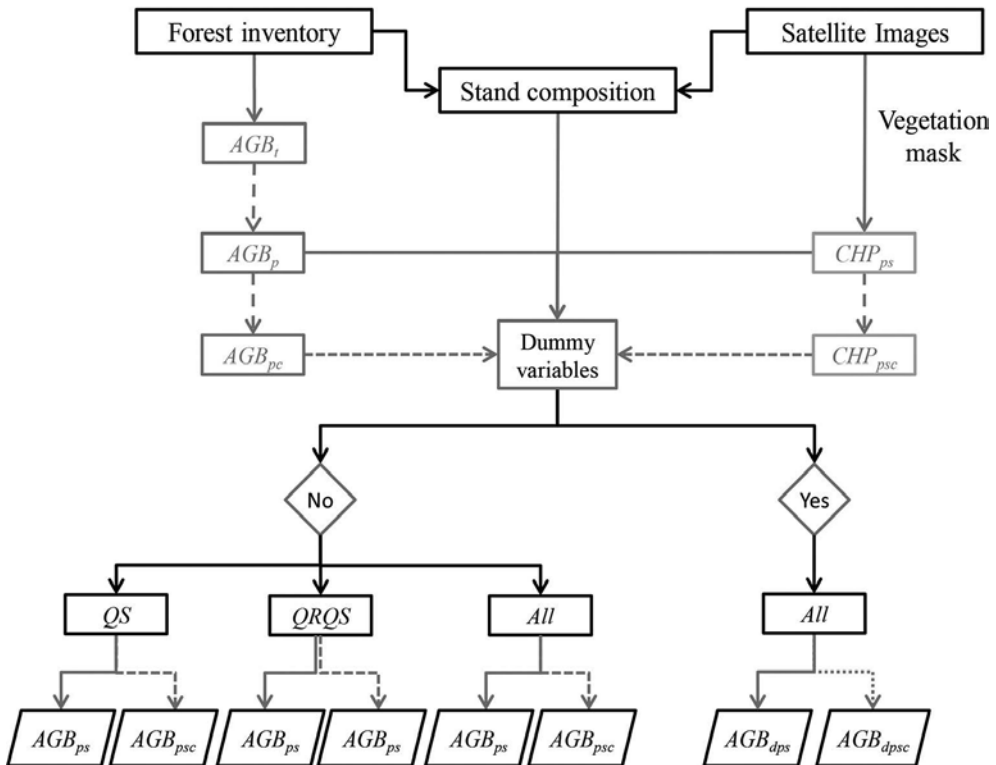 Forest inventory
Satellite Images
Stand composition
Vegetation
mask
AGBt
AGBp
CHPps
AGBpc
Dummy
variables
CHPpsc
No
Yes
QS
QRQS
All
All
AGBps
AGBpsc
AGBps
AGBps
AGBps
AGBpsc
AGBdps
AGBdpsc